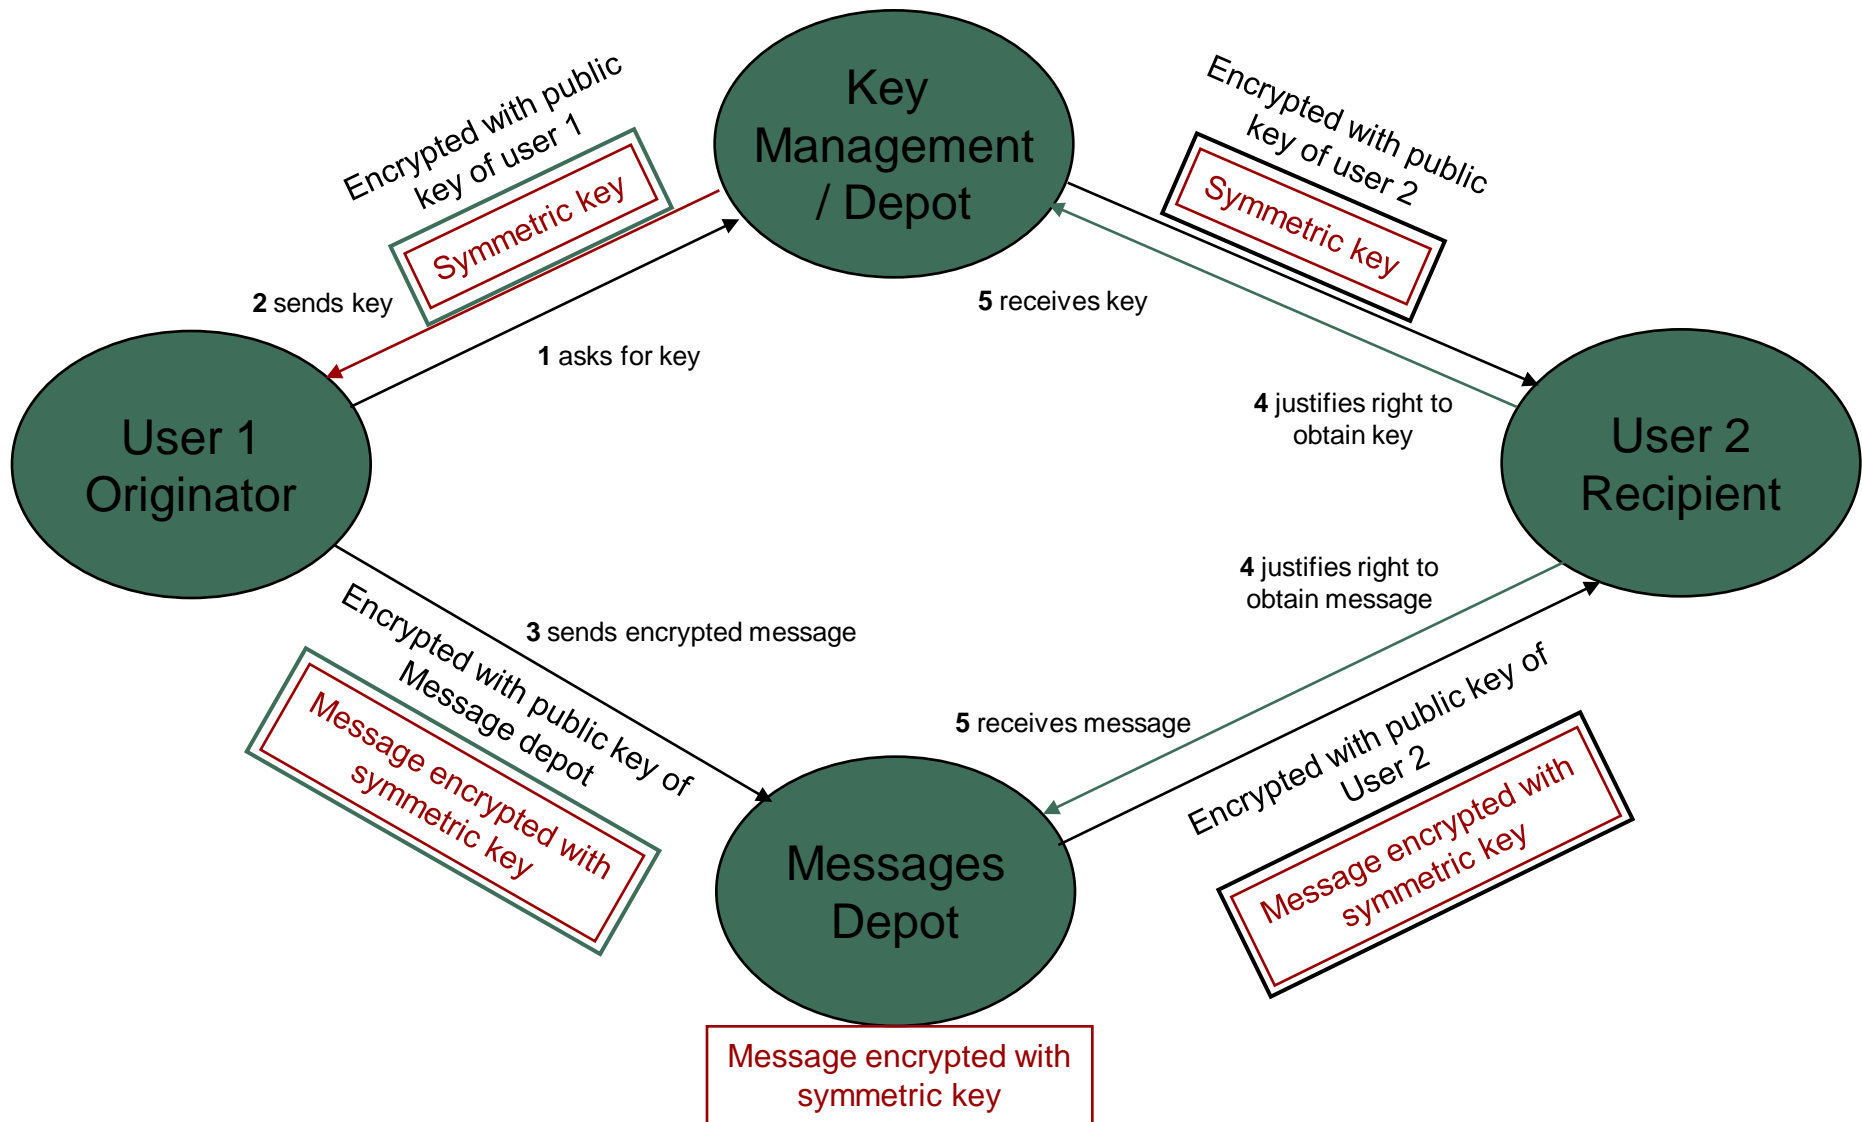 Key
Management
/ Depot
Encrypted with public
key of user 1
Symmetric key
Encrypted with public
key of user 2
Symmetric key
2 sends key
1 asks for key
5 receives key
4 justifies right to
obtain key
User 1
Originator
User 2
Recipient
4 justifies right to
obtain message
3 sends encrypted message
Encrypted with public key of
Message depot
Message encrypted with
symmetric key
5 receives message
Encrypted with public key of
User 2
Message encrypted with
symmetric key
Messages
Depot
Message encrypted with
symmetric key